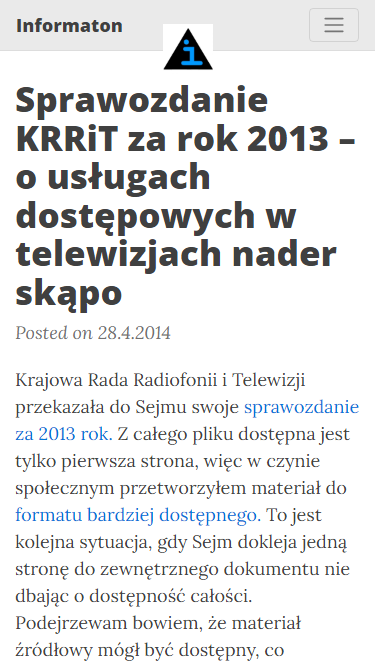 Informaton
i
Sprawozdanie
KRRiT za rok 2013 –
o usługach
dostępowych w
telewizjach nader
skąpo
Posted on 28.4.2014
Krajowa Rada Radiofonii i Telewizji
przekazała do Sejmu swoje sprawozdanie
za 2013 rok. Z całego pliku dostępna jest
tylko pierwsza strona, więc w czynie
społecznym przetworzyłem materiał do
formatu bardziej dostępnego. To jest
kolejna sytuacja, gdy Sejm dokleja jedną
stronę do zewnętrznego dokumentu nie
dbając o dostępność całości.
Podejrzewam bowiem, że materiał
źródłowy mógł być dostępny, co